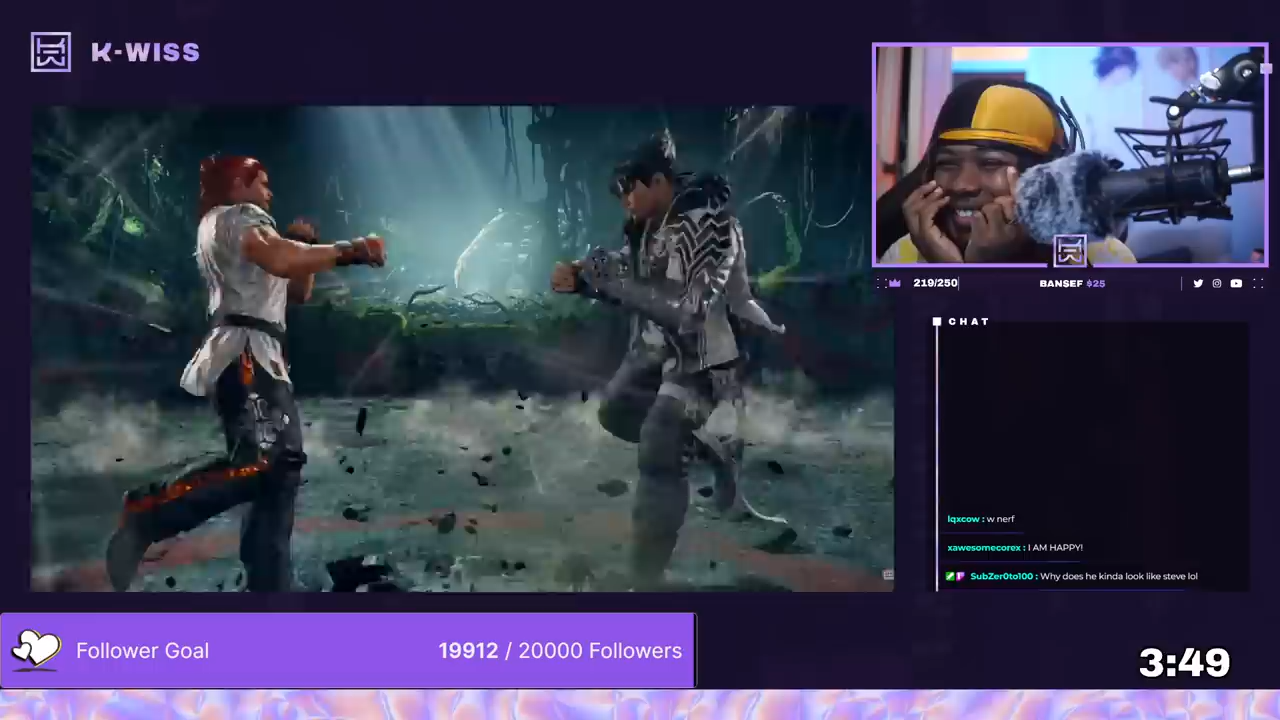 K-WISS
219/250
BANSEF $25
CHAT
lqxcow : w nerf
xawesomecorex : I AM HAPPY!
SubZer0to100 : Why does he kinda look like steve lol
Follower Goal
19912 / 20000 Followers
3:49